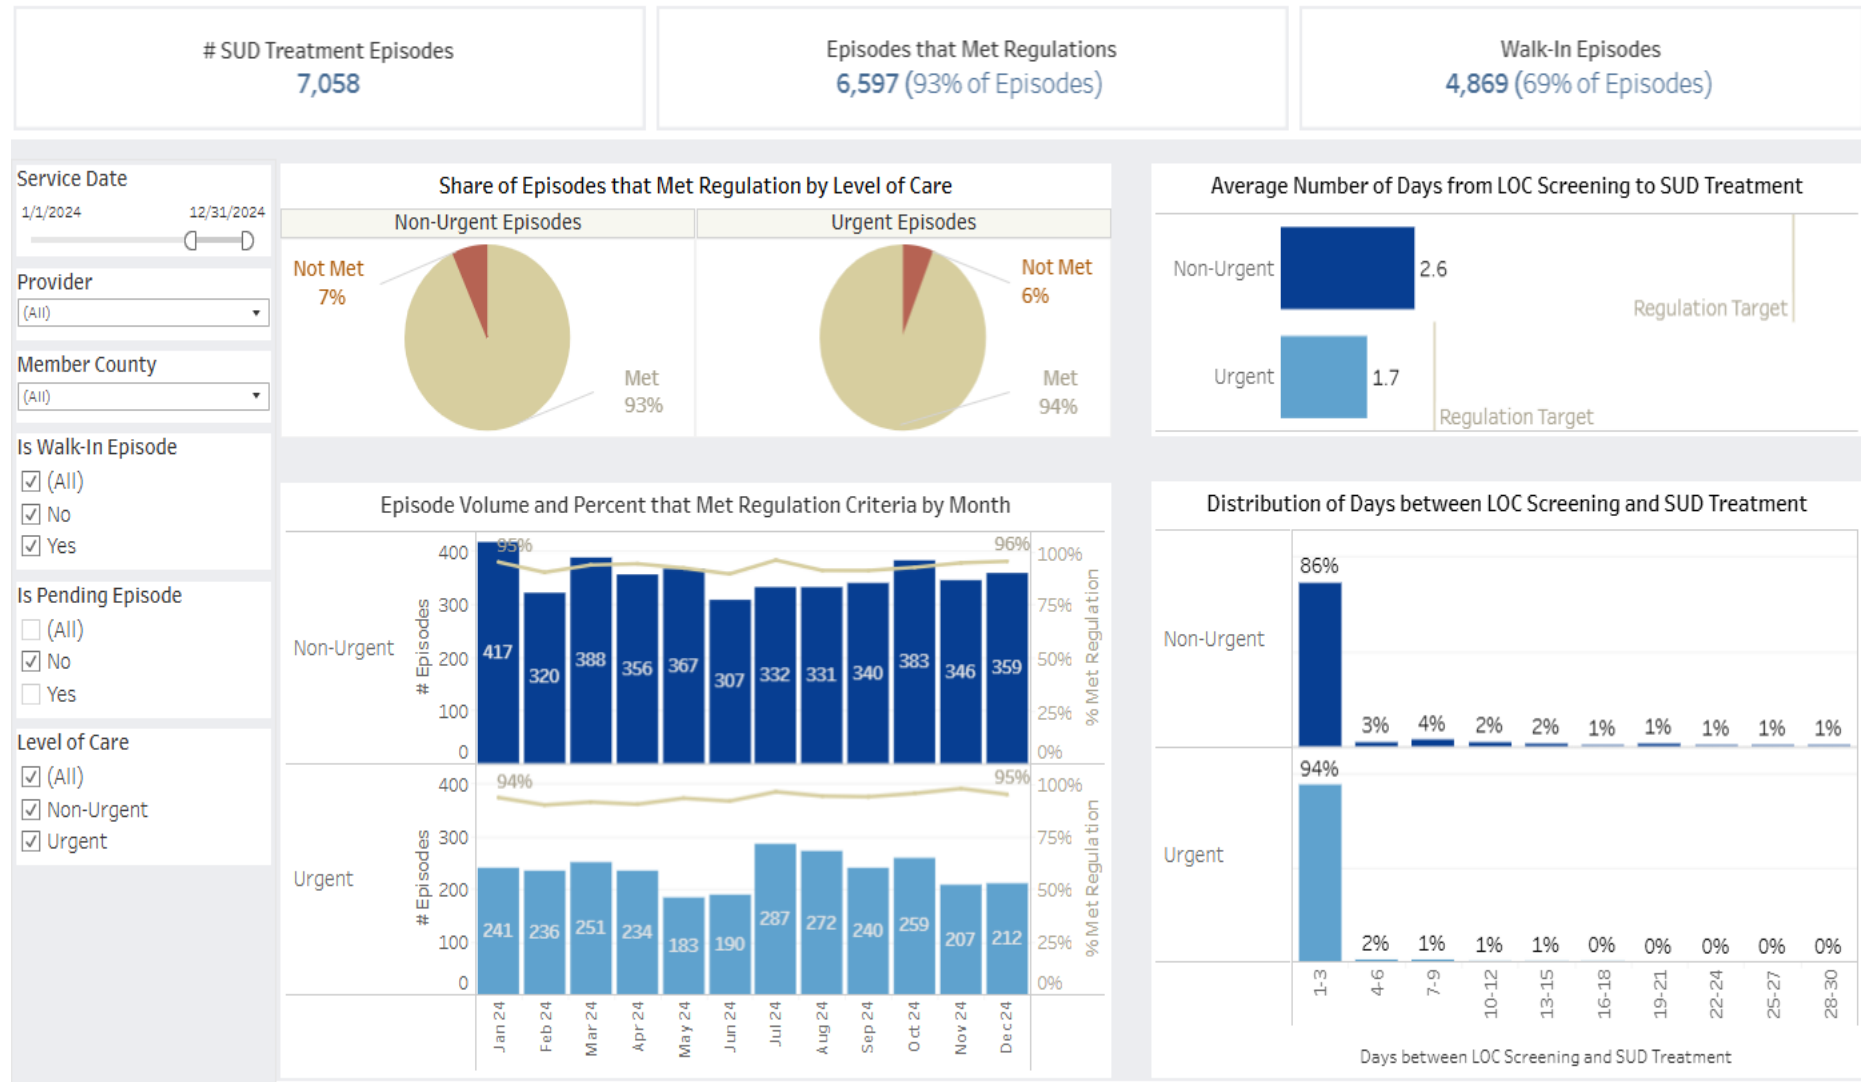 # SUD Treatment Episodes
7,058
Episodes that Met Regulations
6,597 (93% of Episodes)
Walk-In Episodes
4,869 (69% of Episodes)
Service Date
1/1/2024 12/31/2024
Provider
(All)
Member County
(All)
Is Walk-In Episode
(All)
No
Yes
Is Pending Episode
(All)
No
Yes
Level of Care
(All)
Non-Urgent
Urgent
Share of Episodes that Met Regulation by Level of Care
Non-Urgent Episodes
Not Met
7%
Met
93%
Urgent Episodes
Not Met
6%
Met
94%
Average Number of Days from LOC Screening to SUD Treatment
Non-Urgent
2.6
Regulation Target
Urgent
1.7
Regulation Target
Episode Volume and Percent that Met Regulation Criteria by Month
Non-Urgent
# Episodes
400
300
200
100
0
95% 96%
417 320 388 356 367 307 332 331 340 383 346 359
100%
75%
50%
25%
0%
% Met Regulation
Urgent
# Episodes
400
300
200
100
0
94% 95%
241 236 251 234 183 190 287 272 240 259 207 212
100%
75%
50%
25%
0%
% Met Regulation
Jan 24 Feb 24 Mar 24 Apr 24 May 24 Jun 24 Jul 24 Aug 24 Sep 24 Oct 24 Nov 24 Dec 24
Distribution of Days between LOC Screening and SUD Treatment
Non-Urgent
86% 3% 4% 2% 2% 1% 1% 1% 1% 1%
Urgent
94% 2% 1% 1% 1% 0% 0% 0% 0% 0%
1-3 4-6 7-9 10-12 13-15 16-18 19-21 22-24 25-27 28-30
Days between LOC Screening and SUD Treatment